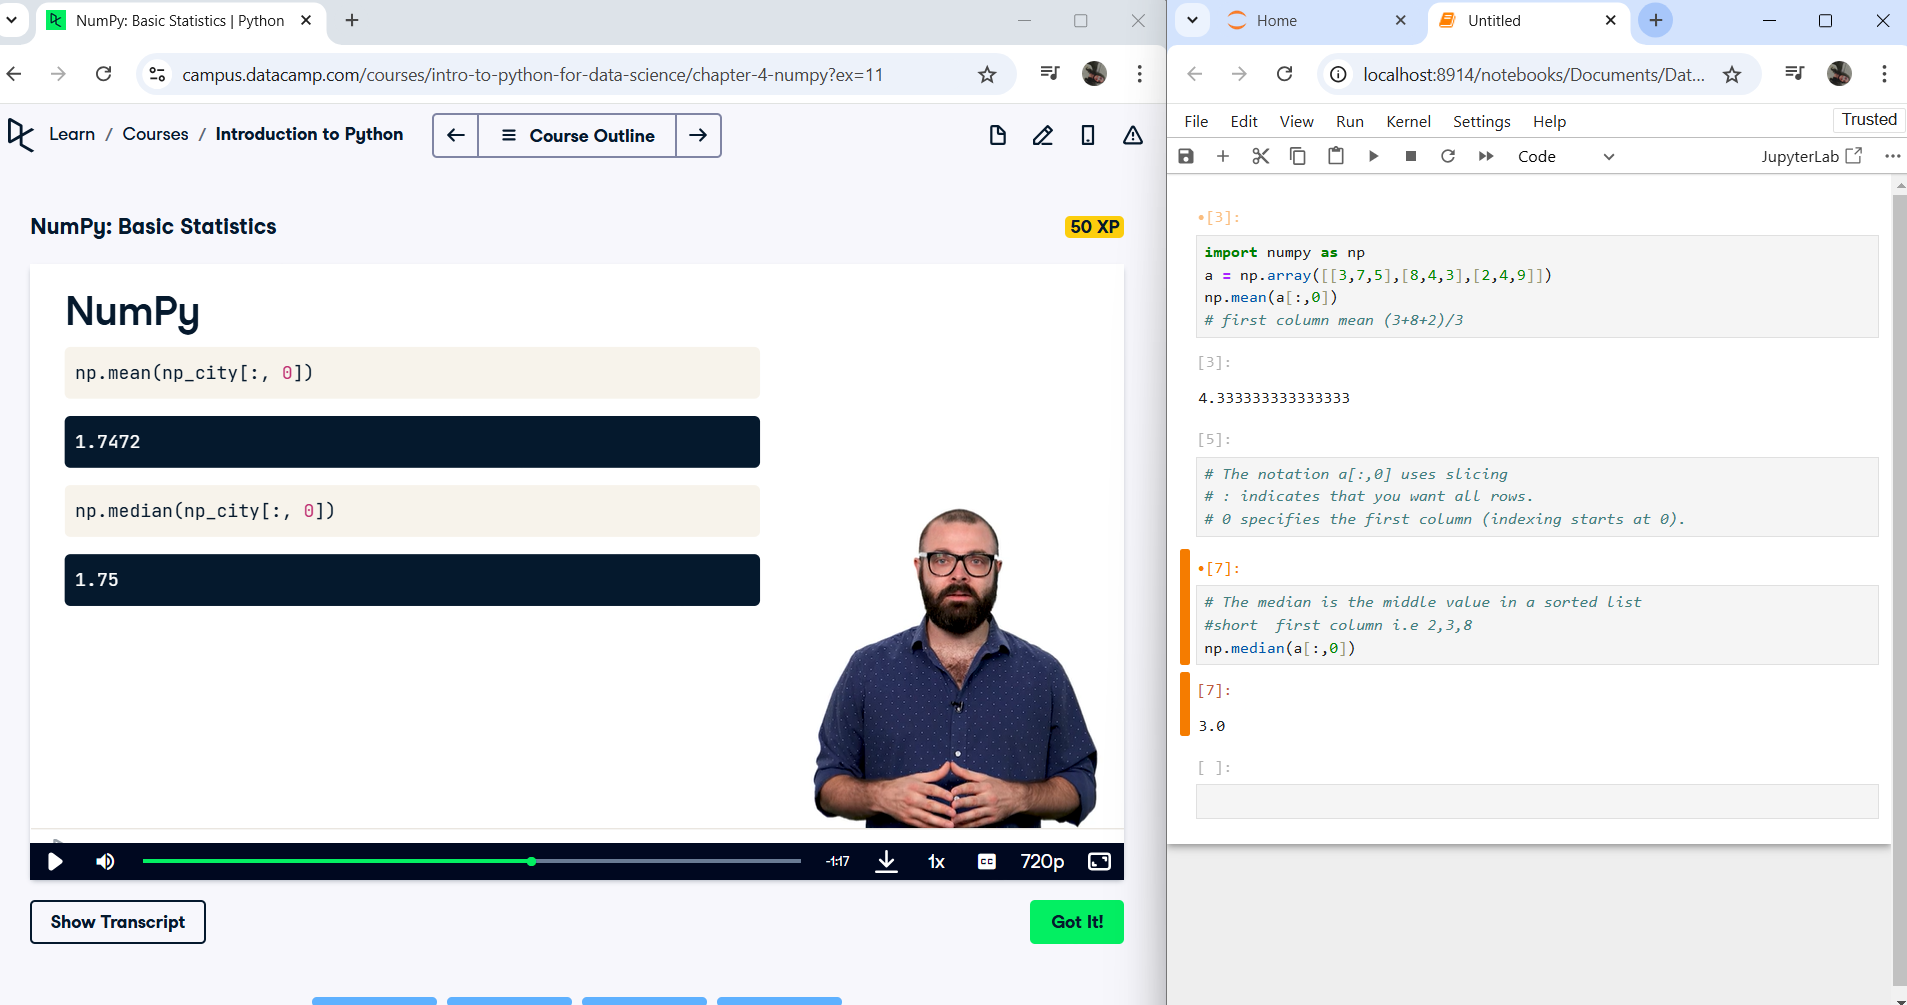 NumPy: Basic Statistics | Python
campus.datacamp.com/courses/intro-to-python-for-data-science/chapter-4-numpy?ex=11
Learn / Courses / Introduction to Python
Course Outline
NumPy: Basic Statistics
50 XP
NumPy
np.mean(np_city[:, 0])
1.7472
np.median(np_city[:, 0])
1.75
-1:17
1x
CC
720p
Show Transcript
Got It!
Home
Untitled
localhost:8914/notebooks/Documents/Dat...
File Edit View Run Kernel Settings Help
Trusted
Code
JupyterLab
•[3]:
import numpy as np
a = np.array([[3,7,5],[8,4,3],[2,4,9]])
np.mean(a[:,0])
# first column mean (3+8+2)/3
[3]:
4.333333333333333
[5]:
# The notation a[:,0] uses slicing
# : indicates that you want all rows.
# 0 specifies the first column (indexing starts at 0).
•[7]:
# The median is the middle value in a sorted list
#short  first column i.e 2,3,8
np.median(a[:,0])
[7]:
3.0
[ ]: